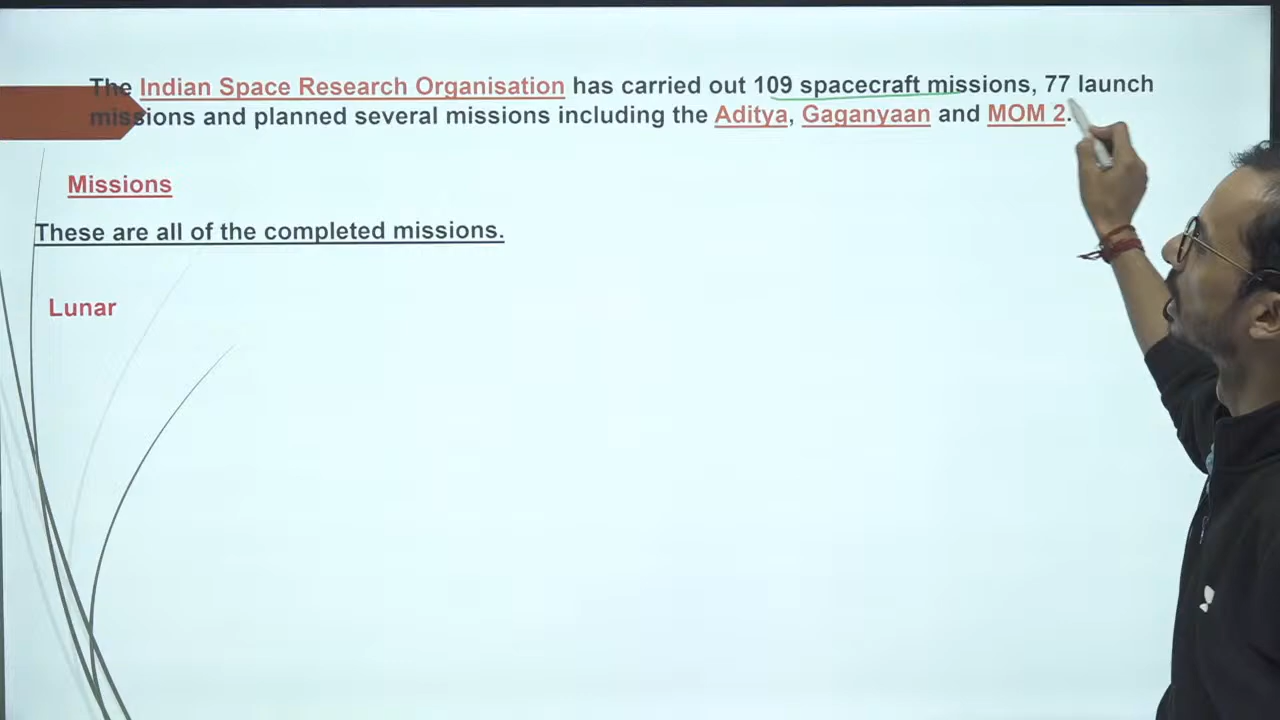 The Indian Space Research Organisation has carried out 109 spacecraft missions, 77 launch
missions and planned several missions including the Aditya, Gaganyaan and MOM 2.
Missions
These are all of the completed missions.
Lunar